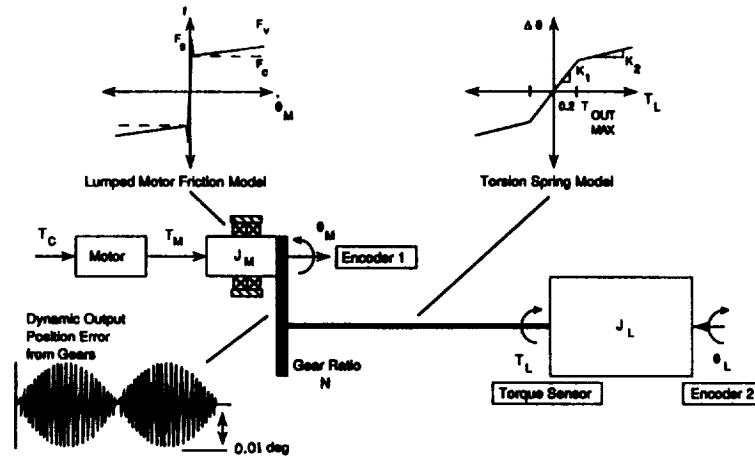 f
F_s
F_v
F_c
θ̇_M
Lumped Motor Friction Model
Δθ
K_1
K_2
0.2 T_OUT MAX
T_L
Torsion Spring Model
T_C
Motor
T_M
J_M
θ_M
Encoder 1
Dynamic Output
Position Error
from Gears
0.01 deg
Gear Ratio
N
T_L
Torque Sensor
J_L
θ_L
Encoder 2